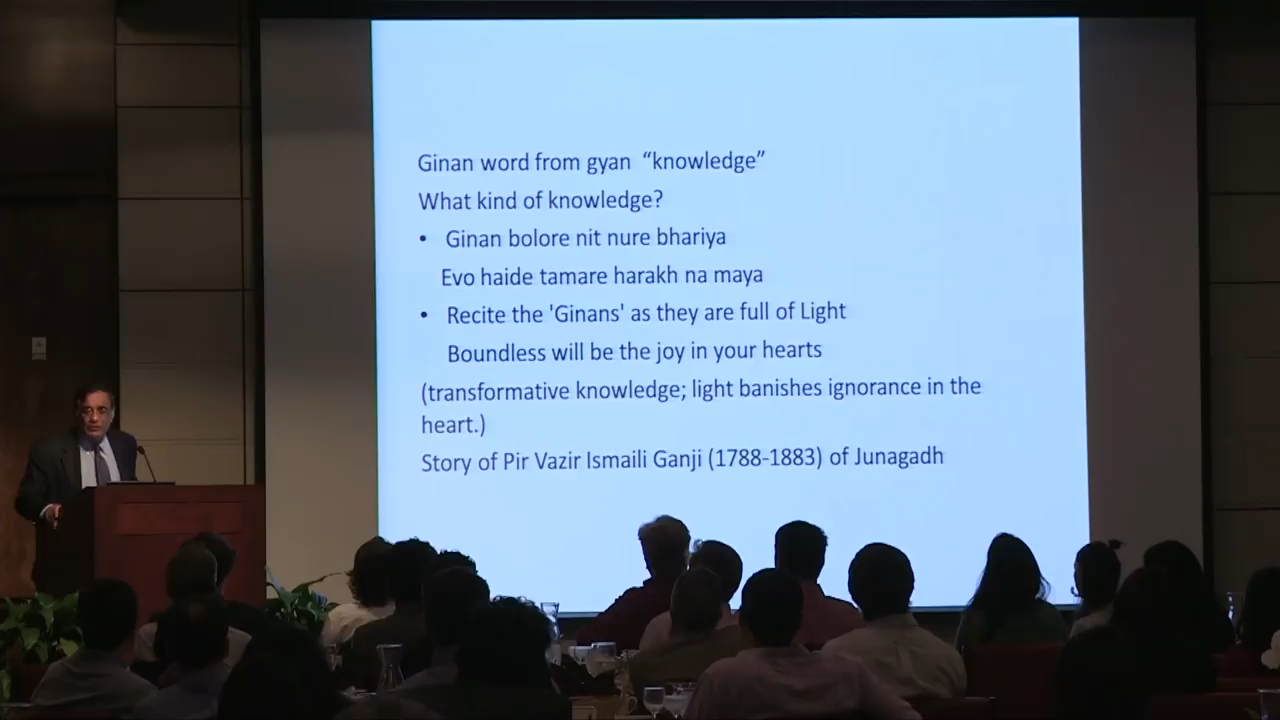 Ginan word from gyan “knowledge”
What kind of knowledge?
• Ginan bolore nit nure bhariya
Evo haide tamare harakh na maya
• Recite the 'Ginans' as they are full of Light
Boundless will be the joy in your hearts
(transformative knowledge; light banishes ignorance in the
heart.)
Story of Pir Vazir Ismaili Ganji (1788-1883) of Junagadh